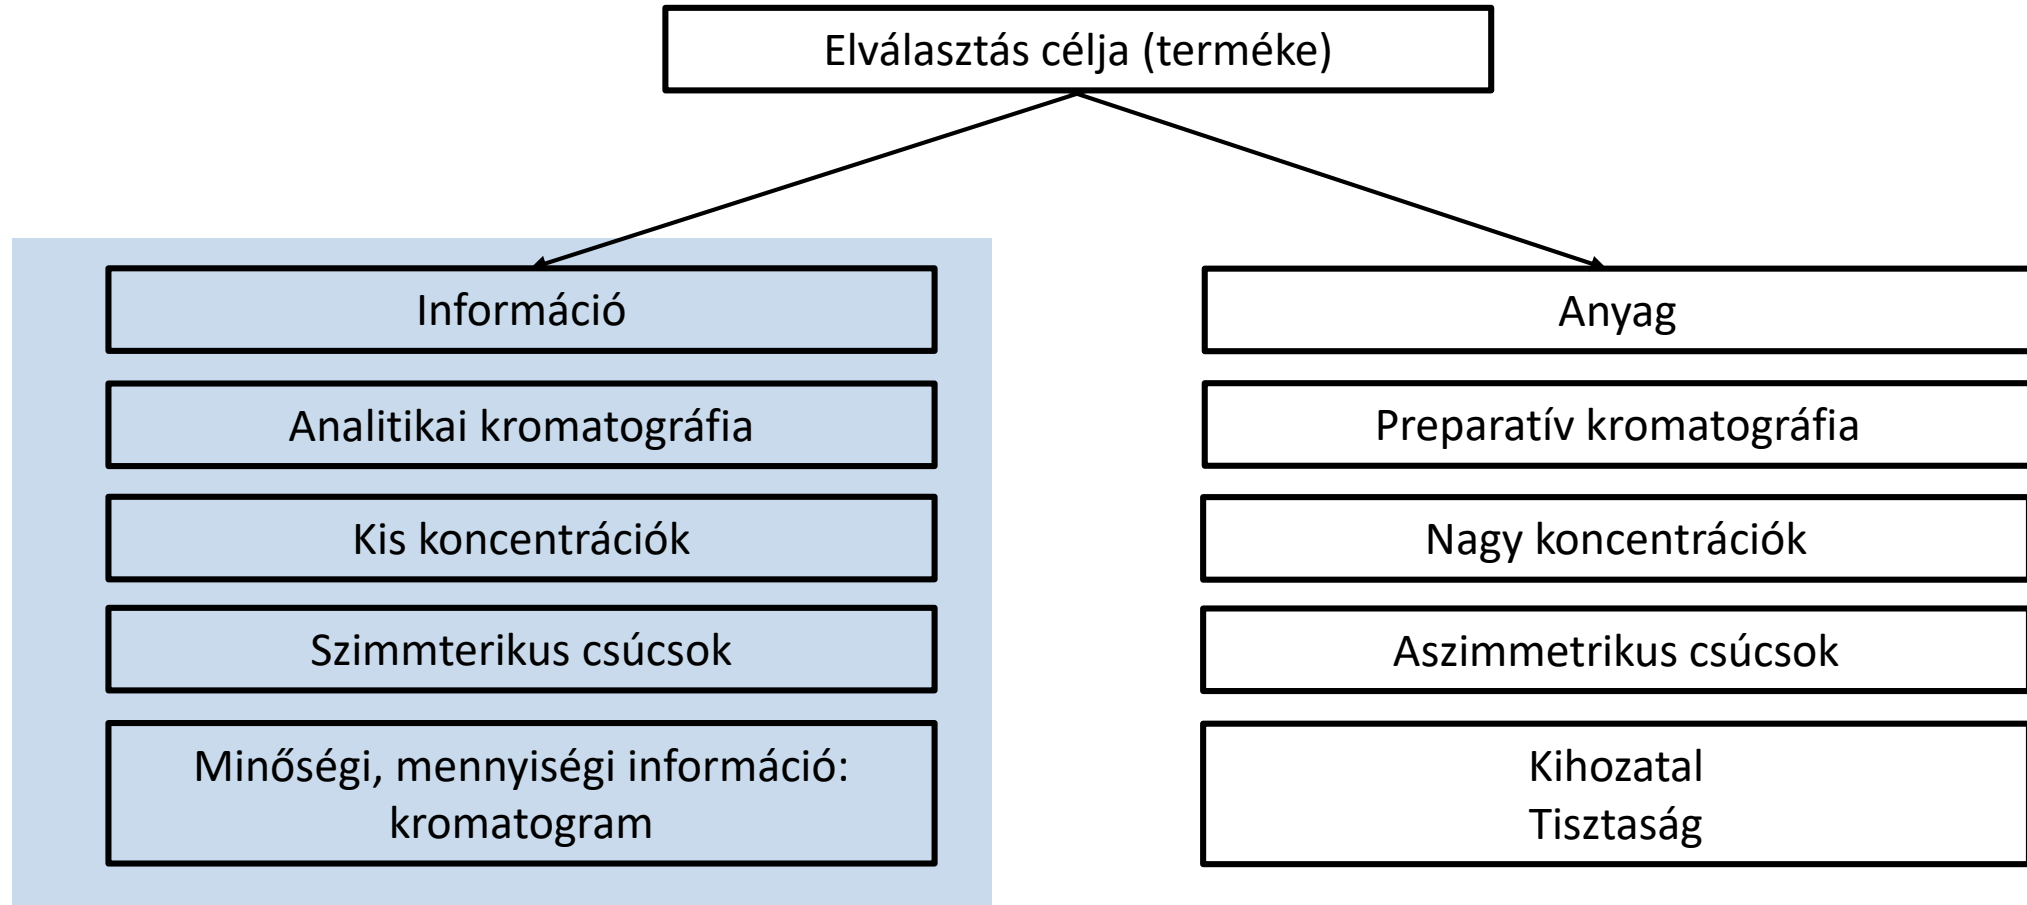 Elválasztás célja (terméke)
Információ
Analitikai kromatográfia
Kis koncentrációk
Szimmterikus csúcsok
Minőségi, mennyiségi információ:
kromatogram
Anyag
Preparatív kromatográfia
Nagy koncentrációk
Aszimmetrikus csúcsok
Kihozatal
Tisztaság